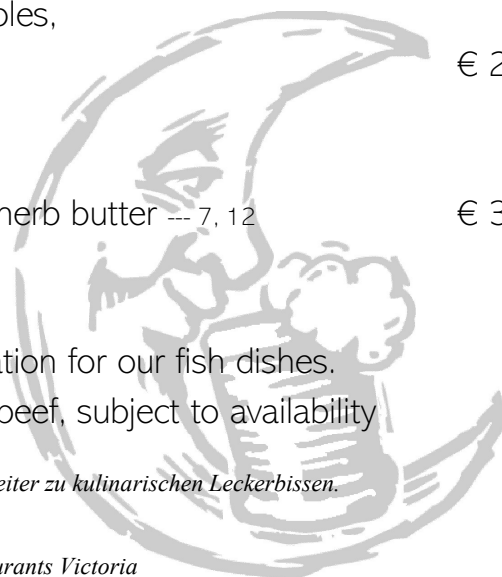 oles,
€ 2
herb butter --- 7, 12 € 3
ation for our fish dishes.
beef, subject to availability
eiter zu kulinarischen Leckerbissen.
urants Victoria